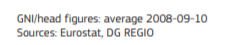 GNI/head figures: average 2008-09-10
Sources: Eurostat, DG REGIO